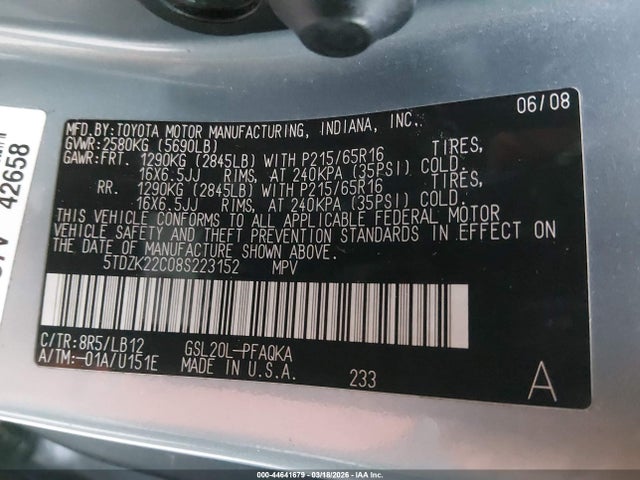 06/08
MFD.BY:TOYOTA MOTOR MANUFACTURING, INDIANA, INC.
GVWR:2580KG (5690LB)
GAWR:FRT. 1290KG (2845LB) WITH P215/65R16 TIRES,
16X6.5JJ RIMS, AT 240KPA (35PSI) COLD.
RR. 1290KG (2845LB) WITH P215/65R16 TIRES,
16X6.5JJ RIMS, AT 240KPA (35PSI) COLD.
THIS VEHICLE CONFORMS TO ALL APPLICABLE FEDERAL MOTOR
VEHICLE SAFETY AND THEFT PREVENTION STANDARDS IN EFFECT ON
THE DATE OF MANUFACTURE SHOWN ABOVE.
5TDZK22C08S223152 MPV
C/TR:8R5/LB12 GSL20L-PFAQKA
A/TM:-01A/U151E MADE IN U.S.A. 233 A
42658
000-44641679 03/18/2026 IAA Inc.